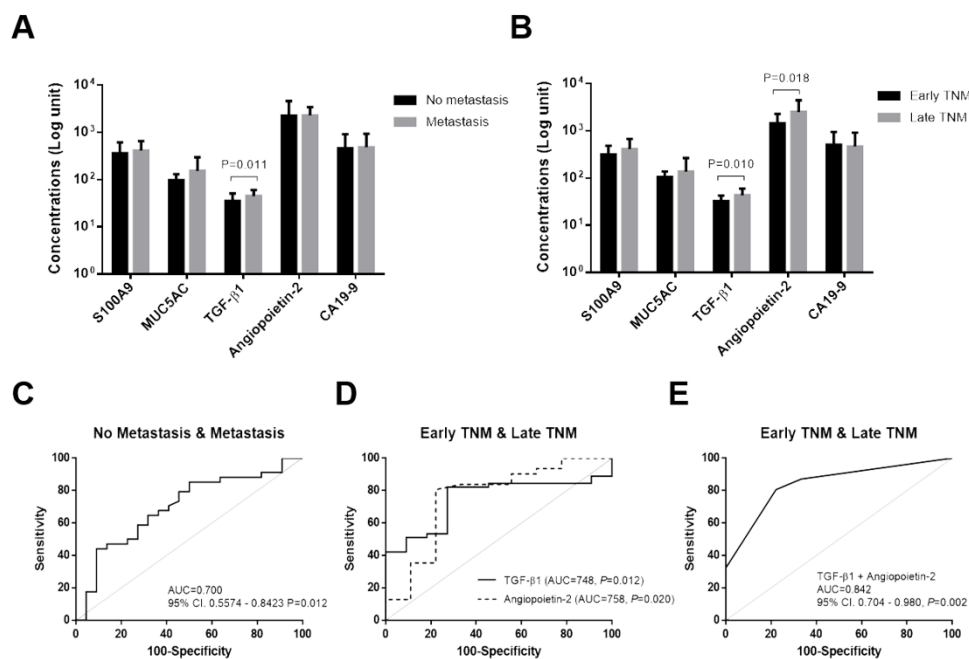 A
Concentrations (Log unit)
10⁴
10³
10²
10¹
10⁰
P=0.011
No metastasis
Metastasis
S100A9
MUC5AC
TGF-β1
Angiopoietin-2
CA19-9
B
Concentrations (Log unit)
10⁴
10³
10²
10¹
10⁰
P=0.018
P=0.010
Early TNM
Late TNM
S100A9
MUC5AC
TGF-β1
Angiopoietin-2
CA19-9
C
No Metastasis & Metastasis
Sensitivity
100
80
60
40
20
0
AUC=0.700
95% CI. 0.5574 - 0.8423 P=0.012
0 20 40 60 80 100
100-Specificity
D
Early TNM & Late TNM
Sensitivity
100
80
60
40
20
0
TGF-β1 (AUC=748, P=0.012)
Angiopoietin-2 (AUC=758, P=0.020)
0 20 40 60 80 100
100-Specificity
E
Early TNM & Late TNM
Sensitivity
100
80
60
40
20
0
TGF-β1 + Angiopoietin-2
AUC=0.842
95% CI. 0.704 - 0.980, P=0.002
0 20 40 60 80 100
100-Specificity